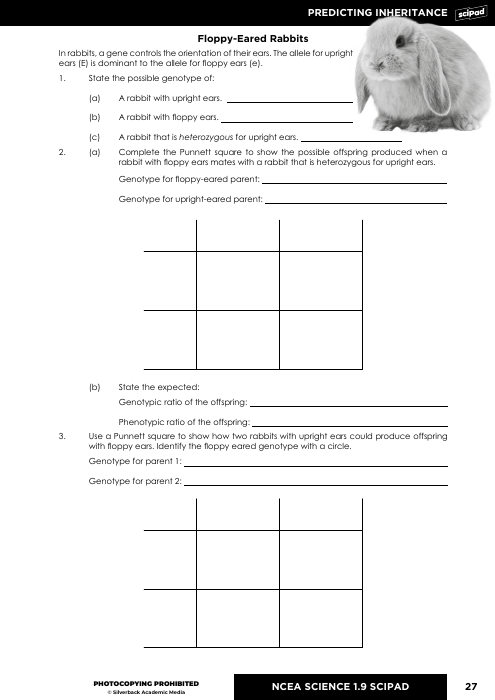 PREDICTING INHERITANCE
scipad
Floppy-Eared Rabbits
In rabbits, a gene controls the orientation of their ears. The allele for upright
ears (E) is dominant to the allele for floppy ears (e).
1. State the possible genotype of:
(a) A rabbit with upright ears.
(b) A rabbit with floppy ears.
(c) A rabbit that is heterozygous for upright ears.
2. (a) Complete the Punnett square to show the possible offspring produced when a
rabbit with floppy ears mates with a rabbit that is heterozygous for upright ears.
Genotype for floppy-eared parent:
Genotype for upright-eared parent:
(b) State the expected:
Genotypic ratio of the offspring:
Phenotypic ratio of the offspring:
3. Use a Punnett square to show how two rabbits with upright ears could produce offspring
with floppy ears. Identify the floppy eared genotype with a circle.
Genotype for parent 1:
Genotype for parent 2:
PHOTOCOPYING PROHIBITED
© Silverback Academic Media
NCEA SCIENCE 1.9 SCIPAD
27